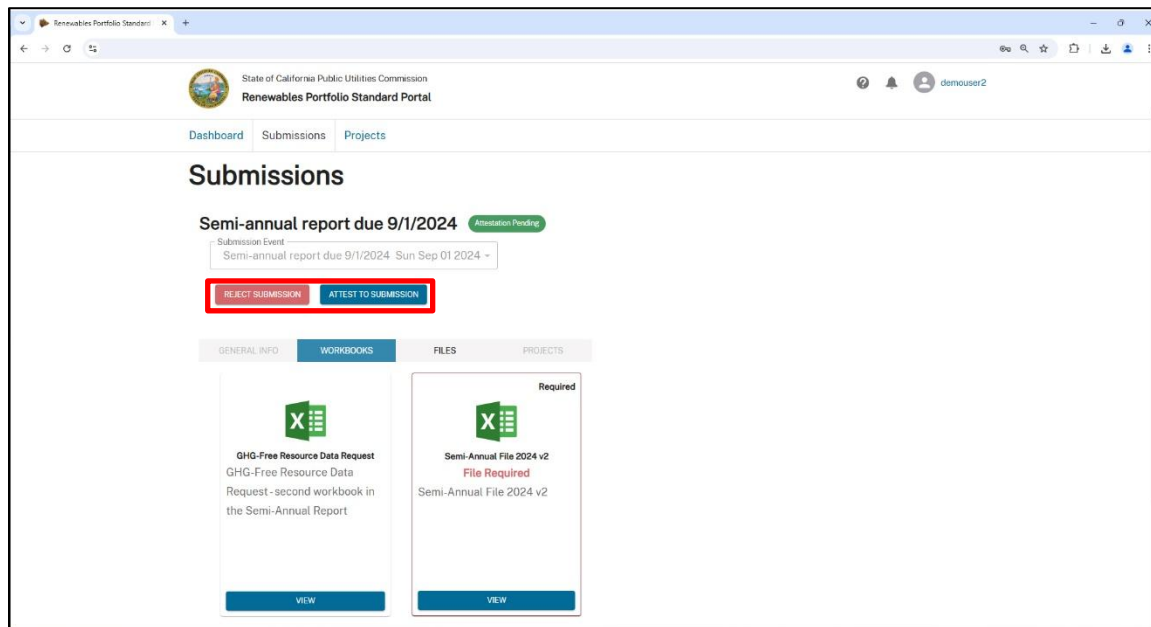 Renewables Portfolio Standard
State of California Public Utilities Commission
Renewables Portfolio Standard Portal
demouser2
Dashboard
Submissions
Projects
Submissions
Semi-annual report due 9/1/2024
Attestation Pending
Submission Event
Semi-annual report due 9/1/2024 Sun Sep 01 2024
REJECT SUBMISSION
ATTEST TO SUBMISSION
GENERAL INFO
WORKBOOKS
FILES
PROJECTS
GHG-Free Resource Data Request
GHG-Free Resource Data
Request - second workbook in
the Semi-Annual Report
VIEW
Required
Semi-Annual File 2024 v2
File Required
Semi-Annual File 2024 v2
VIEW